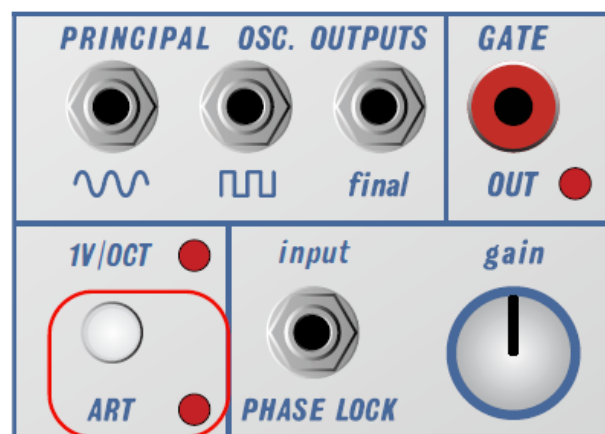 PRINCIPAL OSC. OUTPUTS
GATE
final
OUT
1V/OCT
input
gain
ART
PHASE LOCK